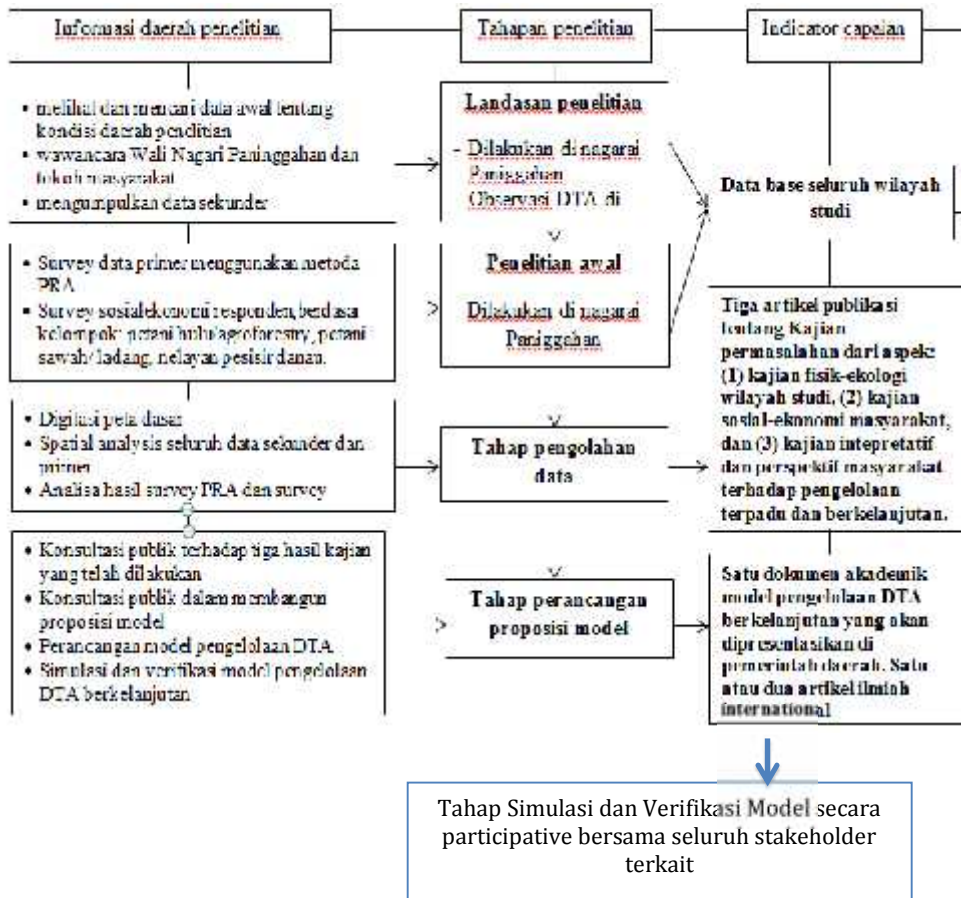 Informasi daerah penelitian
Tahapan penelitian
Indicator capaian
• melihat dan mencari data awal tentang
kondisi daerah penelitian
• wawancara Wali Nagari Paninggahan dan
tokoh masyarakat
• mengumpulkan data sekunder
Landasan penelitian
- Dilakukan di nagarai
Paniggahan
Observasi DTA di
Data base seluruh wilayah
studi
• Survey data primer menggunakan metoda
PRA
• Survey sosial ekonomi responden, berdasa
kelompok: petani hulu/agroforestry, petani
sawah/ ladang, nelayan pesisir danau.
Penelitian awal
Dilakukan di nagarai
Paniggahan
Tiga artikel publikasi
tentang Kajian
permasalahan dari aspek:
(1) kajian fisik-ekologi
wilayah studi, (2) kajian
sosial-ekonomi masyarakat,
dan (3) kajian intepretatif
dan perspektif masyarakat
terhadap pengelolaan
terpadu dan berkelanjutan.
• Digitasi peta dasar
• Spatial analysis seluruh data sekunder dan
primer
• Analisa hasil survey PRA dan survey
Tahap pengolahan
data
• Konsultasi publik terhadap tiga hasil kajian
yang telah dilakukan
• Konsultasi publik dalam membangun
proposisi model
• Perancangan model pengelolaan DTA
• Simulasi dan verifikasi model pengelolaan
DTA berkelanjutan
Tahap perancangan
proposisi model
Satu dokumen akademik
model pengelolaan DTA
berkelanjutan yang akan
dipresentasikan di
pemerintah daerah. Satu
atau dua artikel ilmiah
international
Tahap Simulasi dan Verifikasi Model secara
participative bersama seluruh stakeholder
terkait